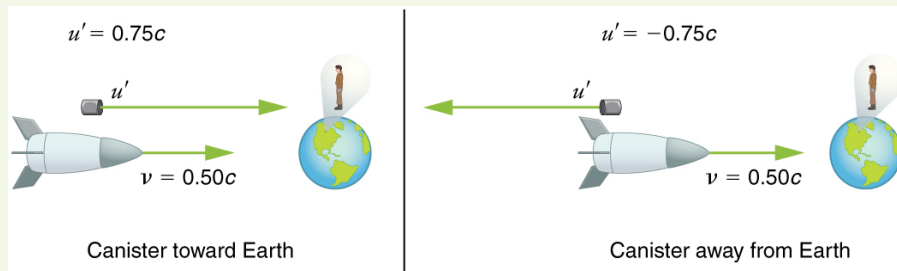 u′ = 0.75c
u′
v = 0.50c
Canister toward Earth
u′ = −0.75c
u′
v = 0.50c
Canister away from Earth